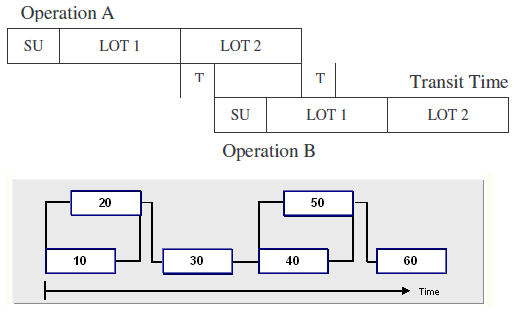 Operation A
SU LOT 1 LOT 2
T T Transit Time
SU LOT 1 LOT 2
Operation B
20 50
10 30 40 60
Time